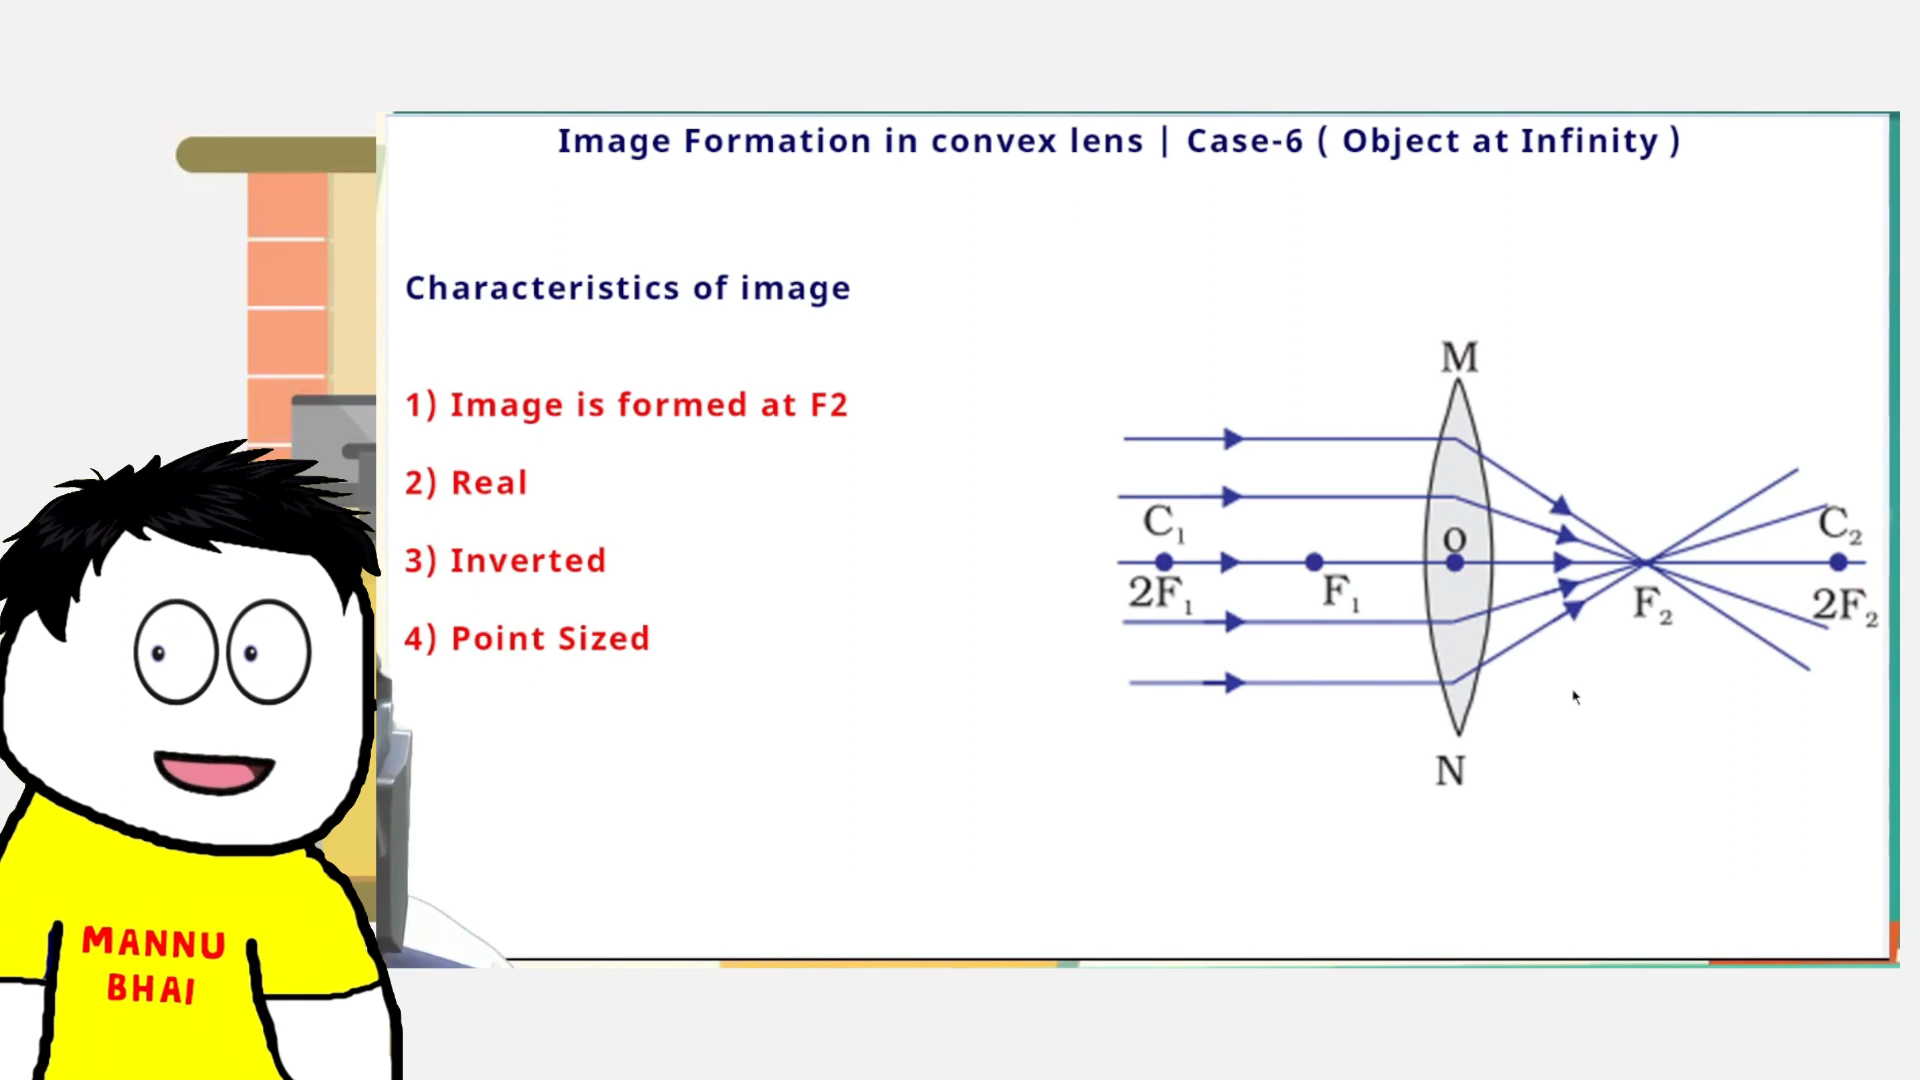 Image Formation in convex lens | Case-6 ( Object at Infinity )
Characteristics of image
1) Image is formed at F2
2) Real
3) Inverted
4) Point Sized
M
C₁
O
C₂
2F₁
F₁
F₂
2F₂
N
MANNU
BHAI